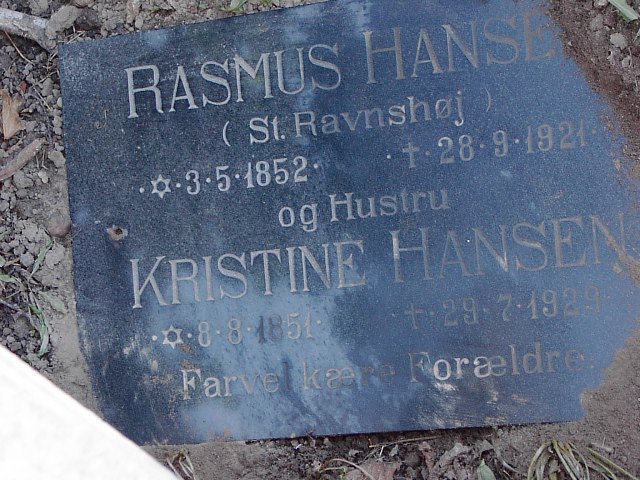 RASMUS HANSEN
( St. Ravnshøj )
✡ 3·5·1852· · † · 28·9·1921·
og Hustru
KRISTINE HANSEN
· ✡ · 8·8·1851· · † · 29·7·1929·
Farvel kære Forældre.